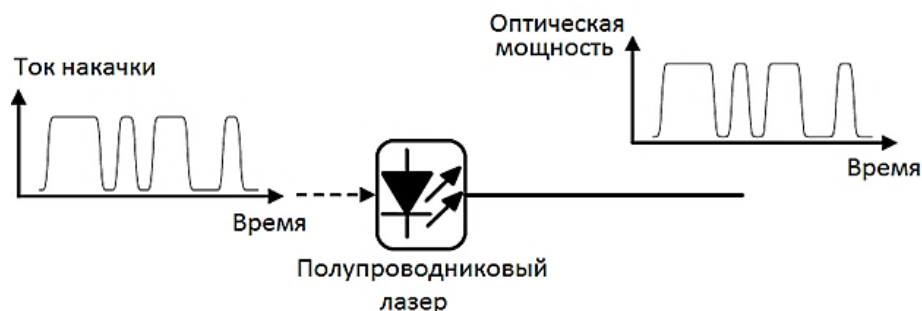 Оптическая
мощность
Ток накачки
Время
Время
Полупроводниковый
лазер